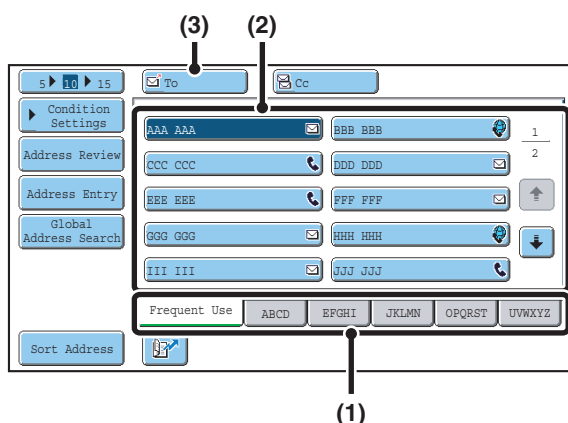 (3) (2)
5 10 15
To
Cc
Condition
Settings
Address Review
Address Entry
Global
Address Search
Sort Address
AAA AAA
BBB BBB
CCC CCC
DDD DDD
EEE EEE
FFF FFF
GGG GGG
HHH HHH
III III
JJJ JJJ
1
2
Frequent Use ABCD EFGHI JKLMN OPQRST UVWXYZ
(1)